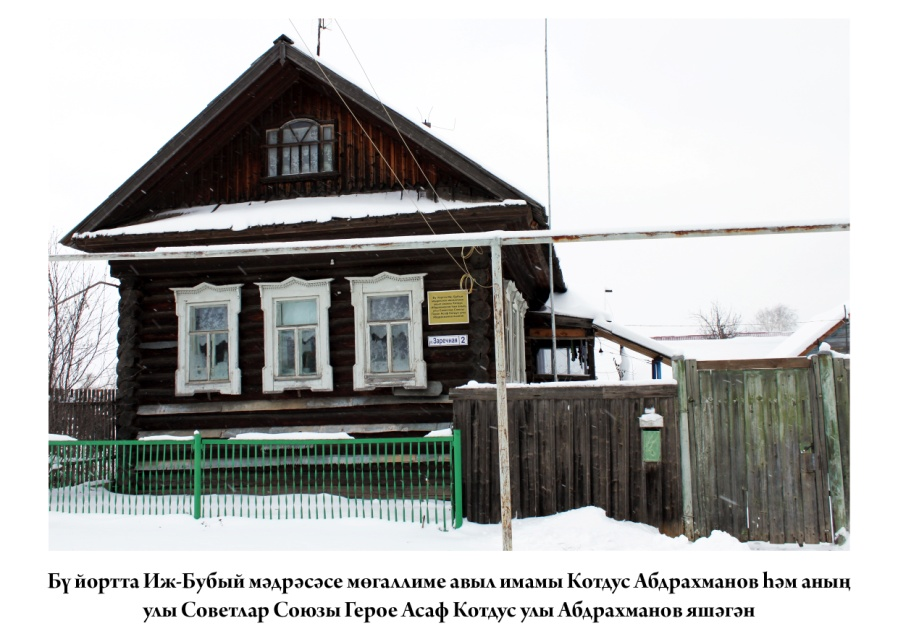 ул. Заречная 2
Бү йортта Иж-Бубый мәдрәсәсе мөгаллиме авыл имамы Котдус Абдрахманов һәм аның
улы Советлар Союзы Герое Асаф Котдус улы Абдрахманов яшәгән